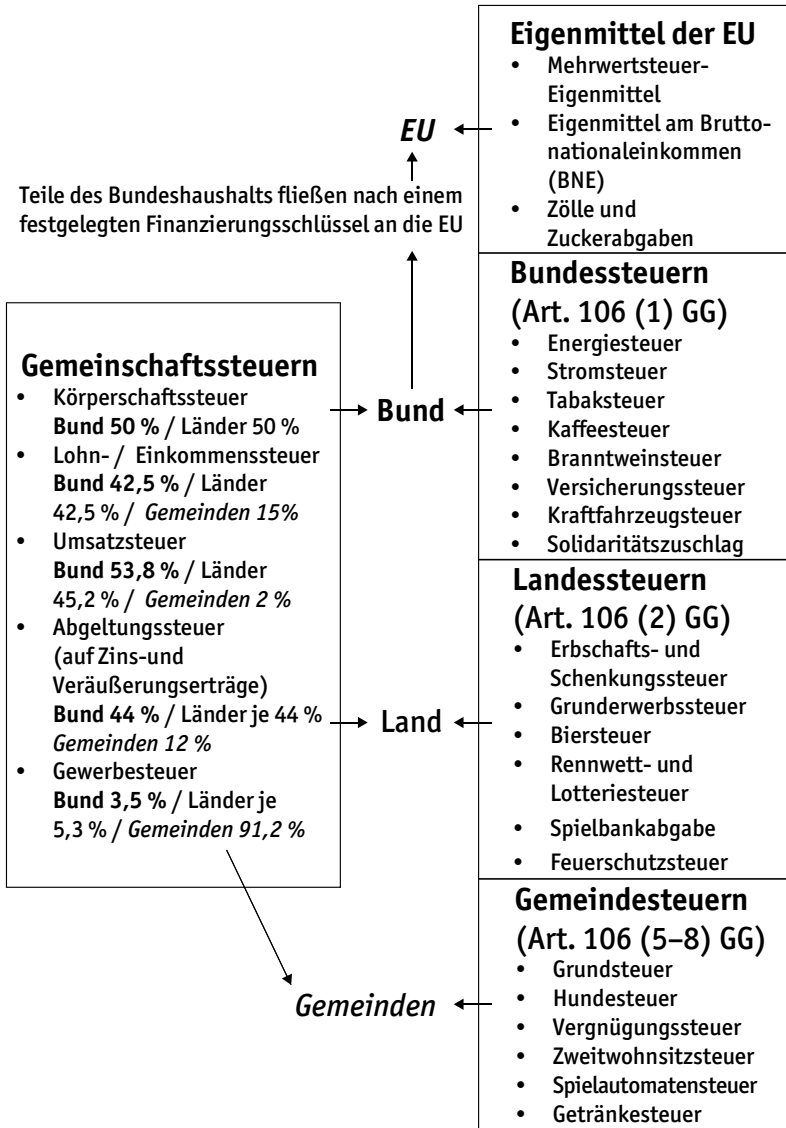 Eigenmittel der EU
• Mehrwertsteuer-
Eigenmittel
• Eigenmittel am Brutto-
nationaleinkommen
(BNE)
• Zölle und
Zuckerabgaben
EU
Teile des Bundeshaushalts fließen nach einem
festgelegten Finanzierungsschlüssel an die EU
Gemeinschaftssteuern
• Körperschaftssteuer
Bund 50 % / Länder 50 %
• Lohn- / Einkommenssteuer
Bund 42,5 % / Länder
42,5 % / Gemeinden 15%
• Umsatzsteuer
Bund 53,8 % / Länder
45,2 % / Gemeinden 2 %
• Abgeltungssteuer
(auf Zins-und
Veräußerungserträge)
Bund 44 % / Länder je 44 %
Gemeinden 12 %
• Gewerbesteuer
Bund 3,5 % / Länder je
5,3 % / Gemeinden 91,2 %
Bund
Bundessteuern
(Art. 106 (1) GG)
• Energiesteuer
• Stromsteuer
• Tabaksteuer
• Kaffeesteuer
• Branntweinsteuer
• Versicherungssteuer
• Kraftfahrzeugsteuer
• Solidaritätszuschlag
Land
Landessteuern
(Art. 106 (2) GG)
• Erbschafts- und
Schenkungssteuer
• Grunderwerbssteuer
• Biersteuer
• Rennwett- und
Lotteriesteuer
• Spielbankabgabe
• Feuerschutzsteuer
Gemeinden
Gemeindesteuern
(Art. 106 (5–8) GG)
• Grundsteuer
• Hundesteuer
• Vergnügungssteuer
• Zweitwohnsitzsteuer
• Spielautomatensteuer
• Getränkesteuer